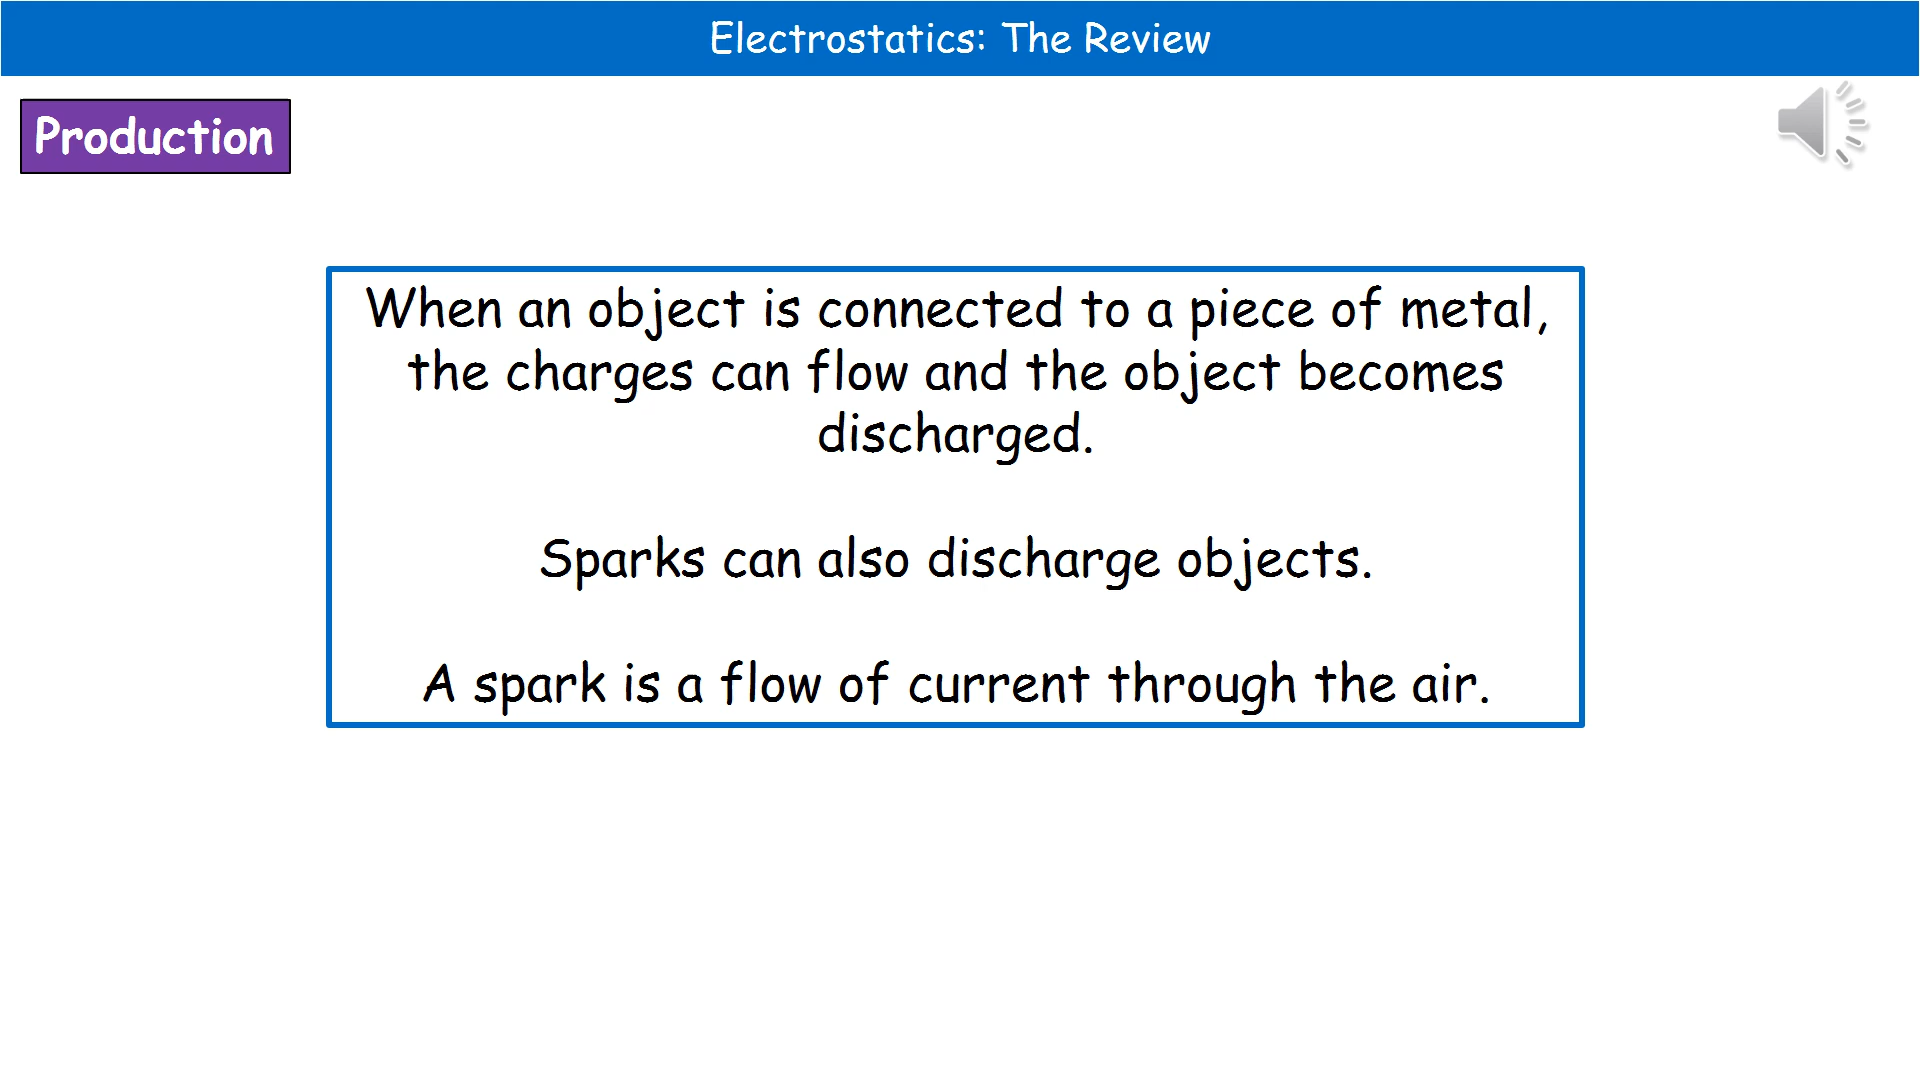 Electrostatics: The Review
Production
When an object is connected to a piece of metal,
the charges can flow and the object becomes
discharged.
Sparks can also discharge objects.
A spark is a flow of current through the air.